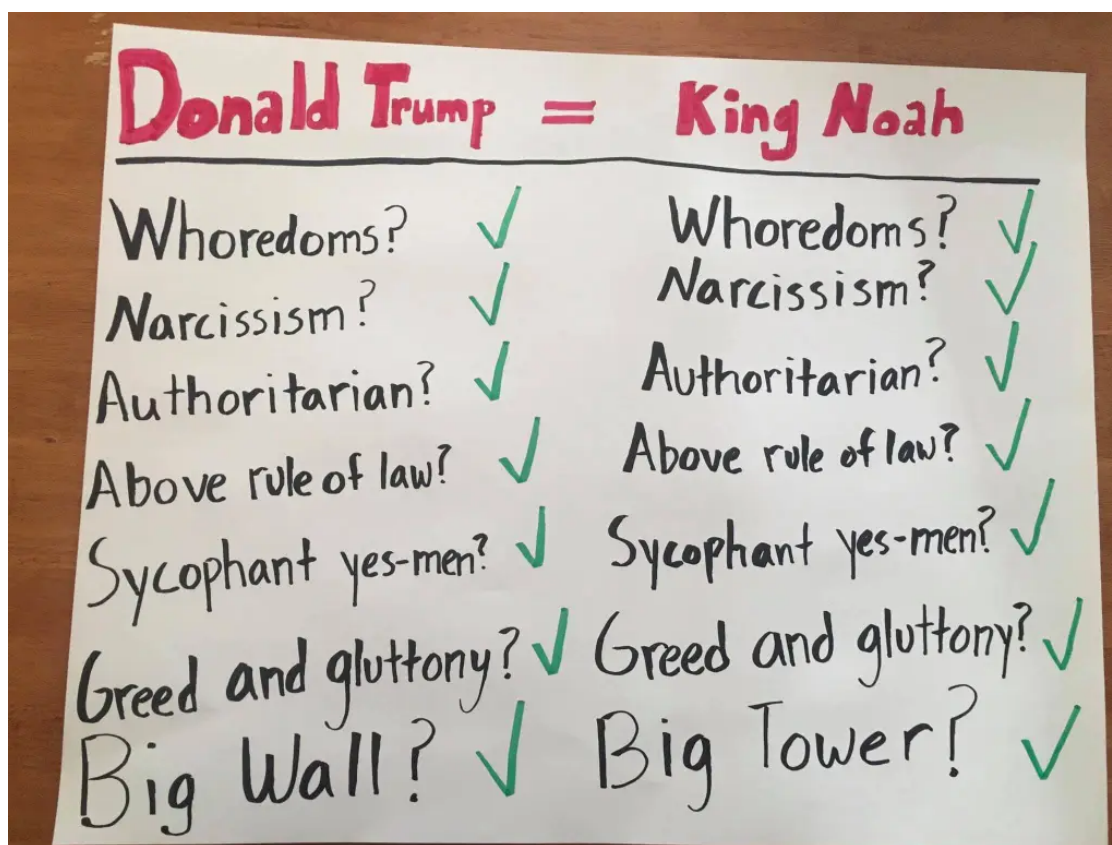 Donald Trump = King Noah
Whoredoms? ✓ Whoredoms? ✓
Narcissism? ✓ Narcissism? ✓
Authoritarian? ✓ Authoritarian? ✓
Above rule of law? ✓ Above rule of law? ✓
Sycophant yes-men? ✓ Sycophant yes-men? ✓
Greed and gluttony? ✓ Greed and gluttony? ✓
Big Wall? ✓ Big Tower? ✓